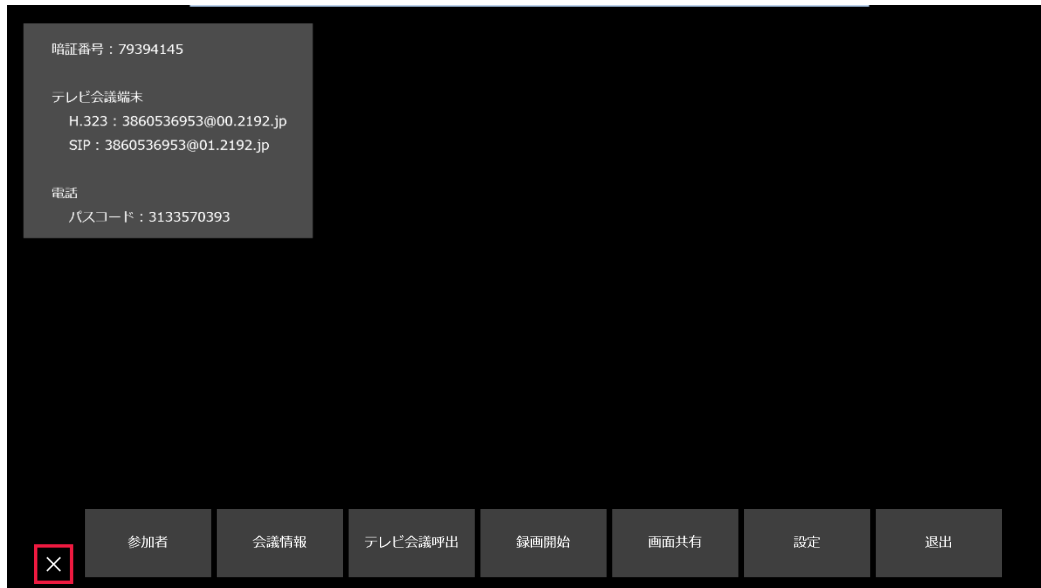 暗証番号：79394145
テレビ会議端末
H.323：3860536953@00.2192.jp
SIP：3860536953@01.2192.jp
電話
パスコード：3133570393
参加者
会議情報
テレビ会議呼出
録画開始
画面共有
設定
退出